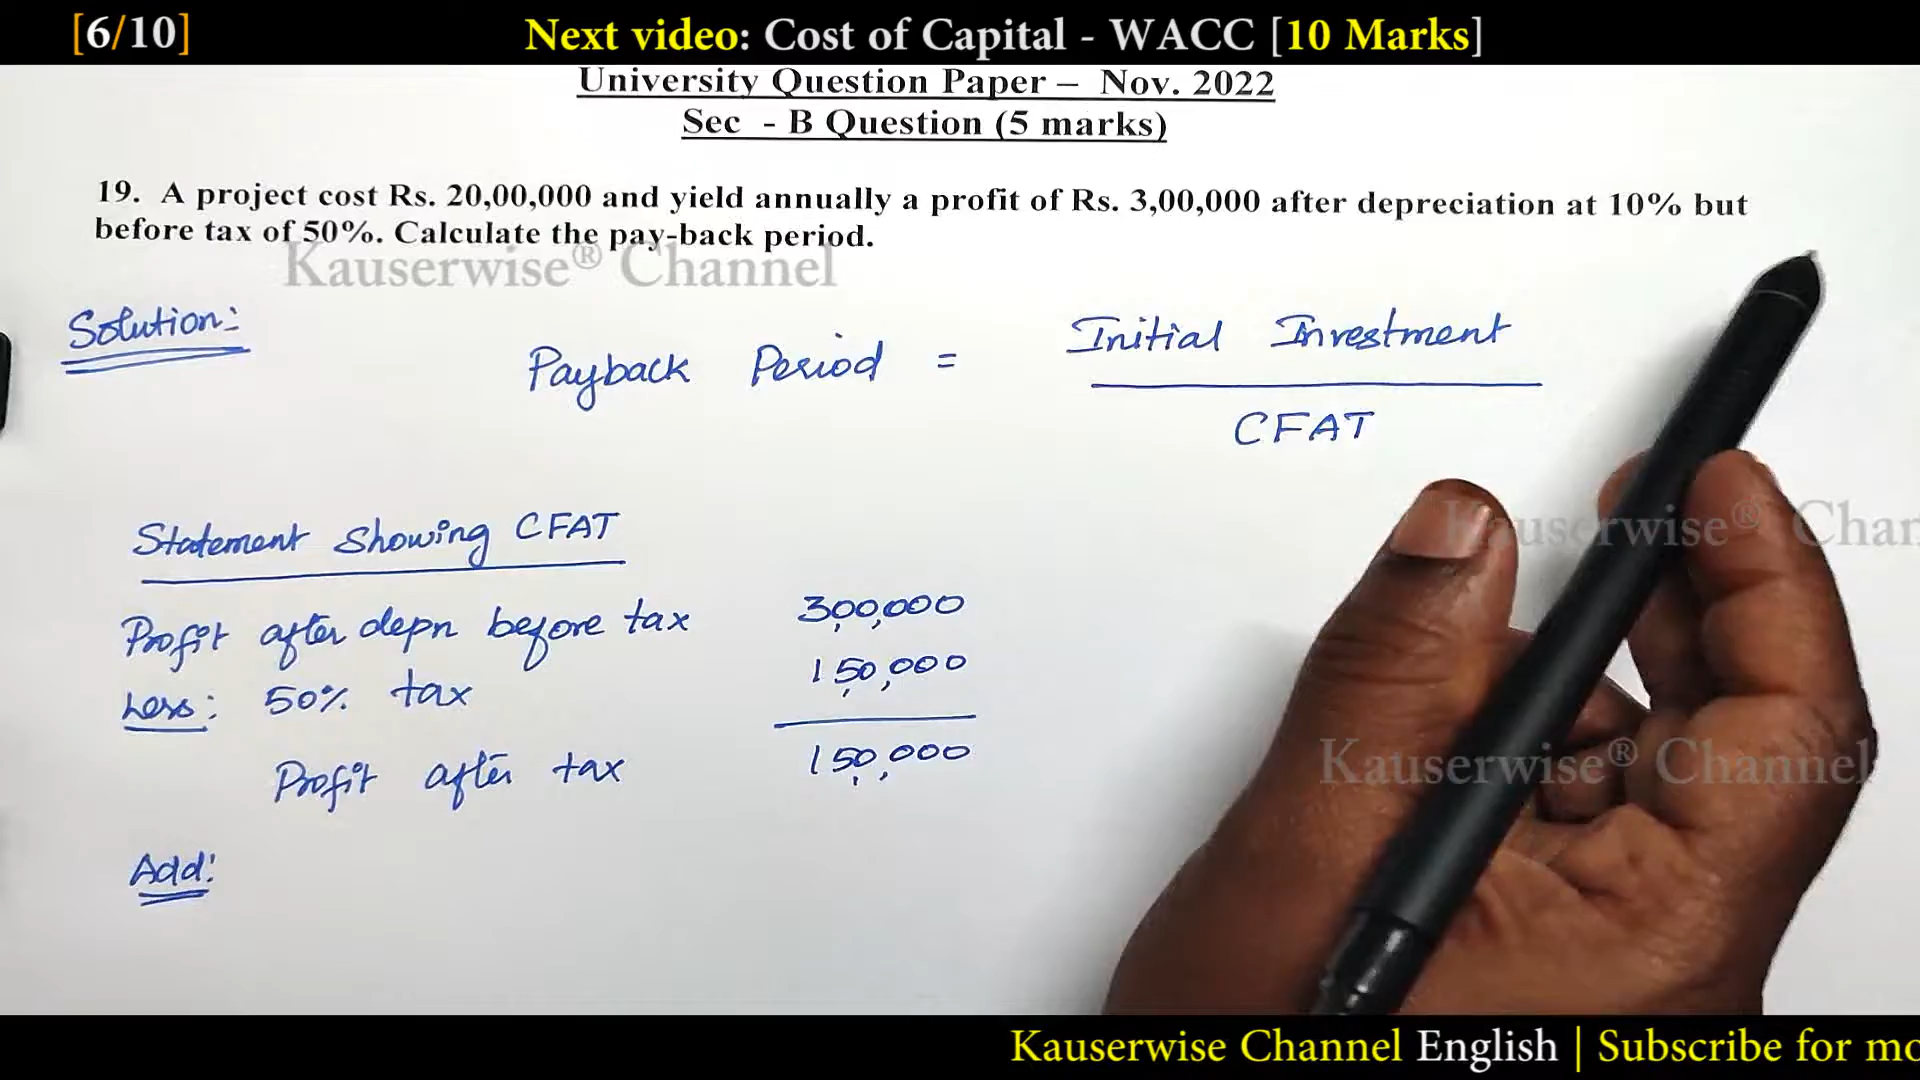 [6/10]
Next video: Cost of Capital - WACC [10 Marks]
University Question Paper – Nov. 2022
Sec - B Question (5 marks)
19. A project cost Rs. 20,00,000 and yield annually a profit of Rs. 3,00,000 after depreciation at 10% but
before tax of 50%. Calculate the pay-back period.
Kauserwise® Channel
Solution:
Payback Period = Initial Investment
CFAT
Kauserwise® Chan
Statement Showing CFAT
Profit after depn before tax 300,000
Less: 50% tax 150,000
Profit after tax 150,000
Kauserwise® Channel
Add:
Kauserwise Channel English | Subscribe for mo